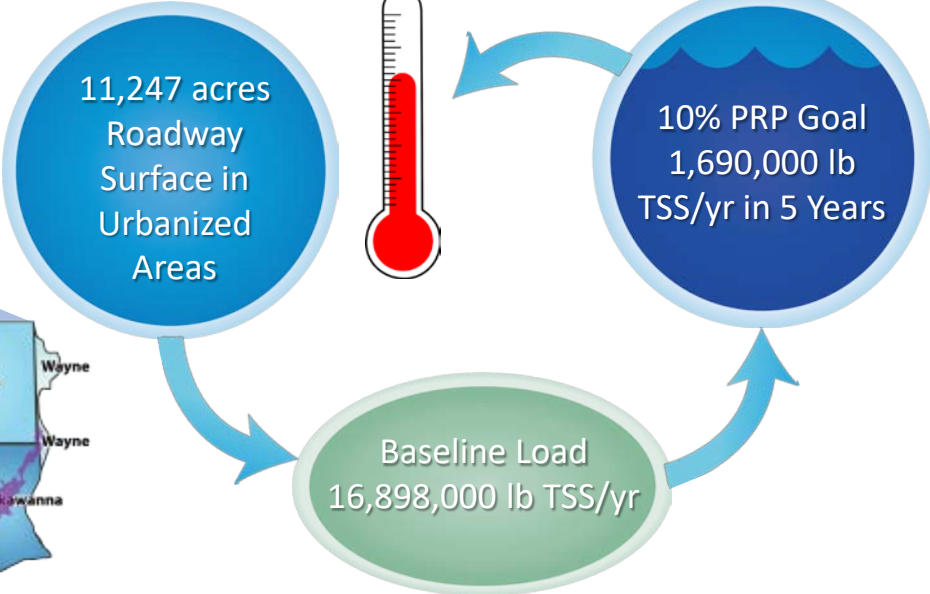 11,247 acres
Roadway
Surface in
Urbanized
Areas
10% PRP Goal
1,690,000 lb
TSS/yr in 5 Years
Baseline Load
16,898,000 lb TSS/yr
Wayne
Wayne
kawanna